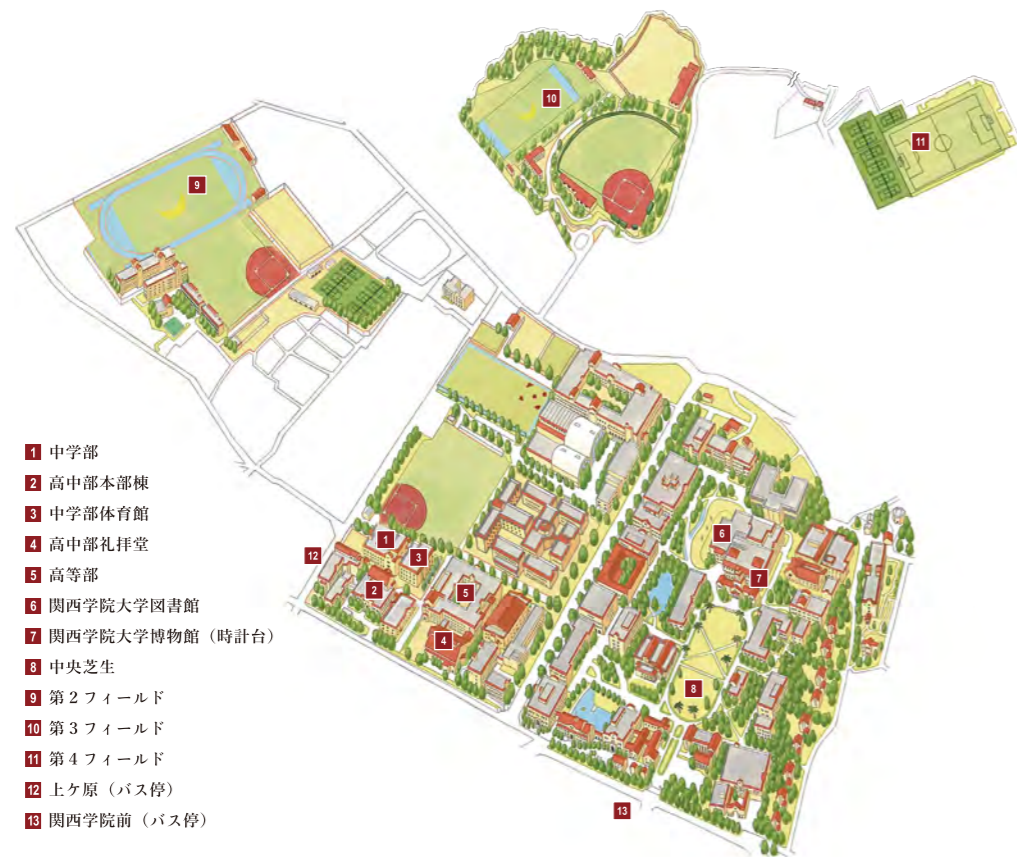 10
11
9
1 中学部
2 高中部本部棟
3 中学部体育館
4 高中部礼拝堂
5 高等部
6 関西学院大学図書館
7 関西学院大学博物館（時計台）
8 中央芝生
9 第２フィールド
10 第３フィールド
11 第４フィールド
12 上ケ原（バス停）
13 関西学院前（バス停）
1
6
12
3
7
2
5
4
8
13